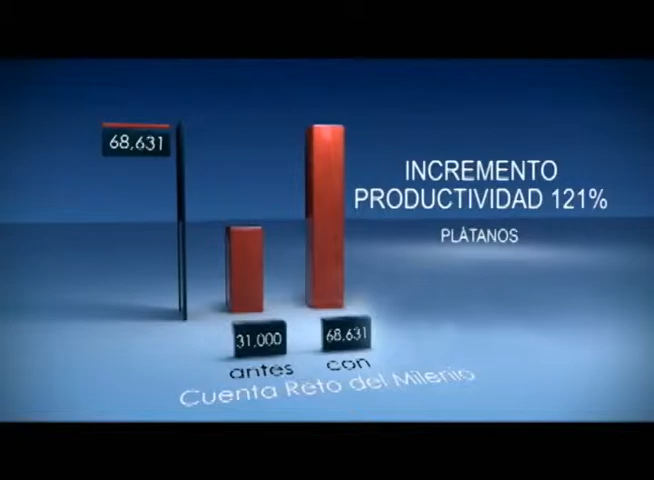 68,631
INCREMENTO
PRODUCTIVIDAD 121%
PLÁTANOS
31,000 68,631
antes con
Cuenta Reto del Milenio